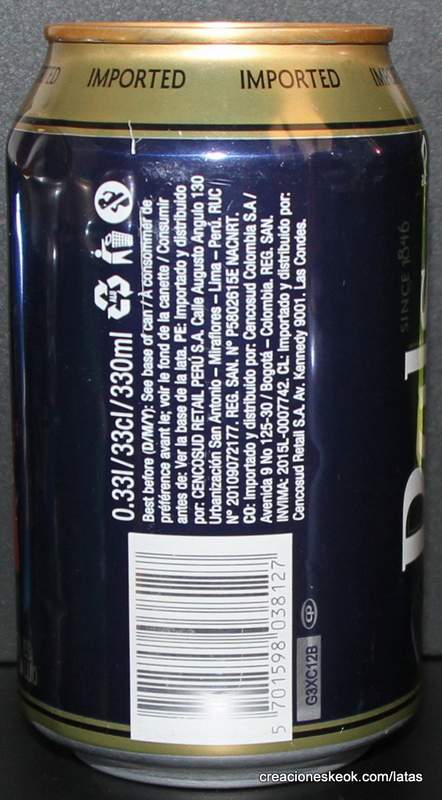 IMPORTED IMPORTED
0.33l/33cl/330ml
Best before (D/M/Y): See base of can / À consommer de
préférence avant le; voir le fond de la canette / Consumir
antes de: Ver la base de la lata. PE: Importado y distribuido
por: CENCOSUD RETAIL PERÚ S.A. Calle Augusto Angulo 130
Urbanización San Antonio – Miraflores – Lima – Perú. RUC
N° 20109072177. REG. SAN. N° P5802615E NACNRT.
CO: Importado y distribuido por: Cencosud Colombia S.A /
Avenida 9 No 125-30 / Bogotá – Colombia. REG. SAN.
INVIMA: 2015L-0007742. CL: Importado y distribuido por:
Cencosud Retail S.A. Av. Kennedy 9001. Las Condes.
5 701598 038127
G3XC12B
CP
SINCE 1846
creacioneskeok.com/latas